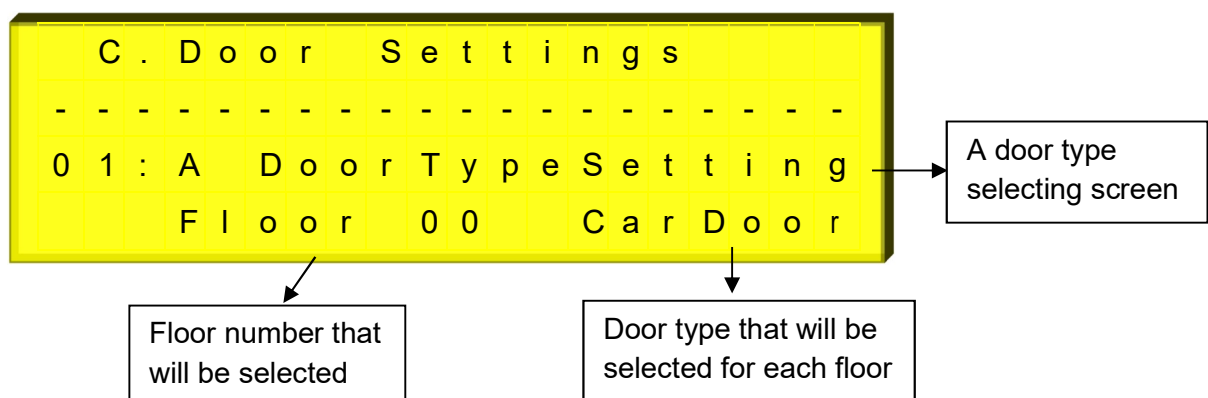 C.Door Settings
--------------------
01:A DoorTypeSetting
Floor 00 CarDoor
A door type
selecting screen
Floor number that
will be selected
Door type that will be
selected for each floor